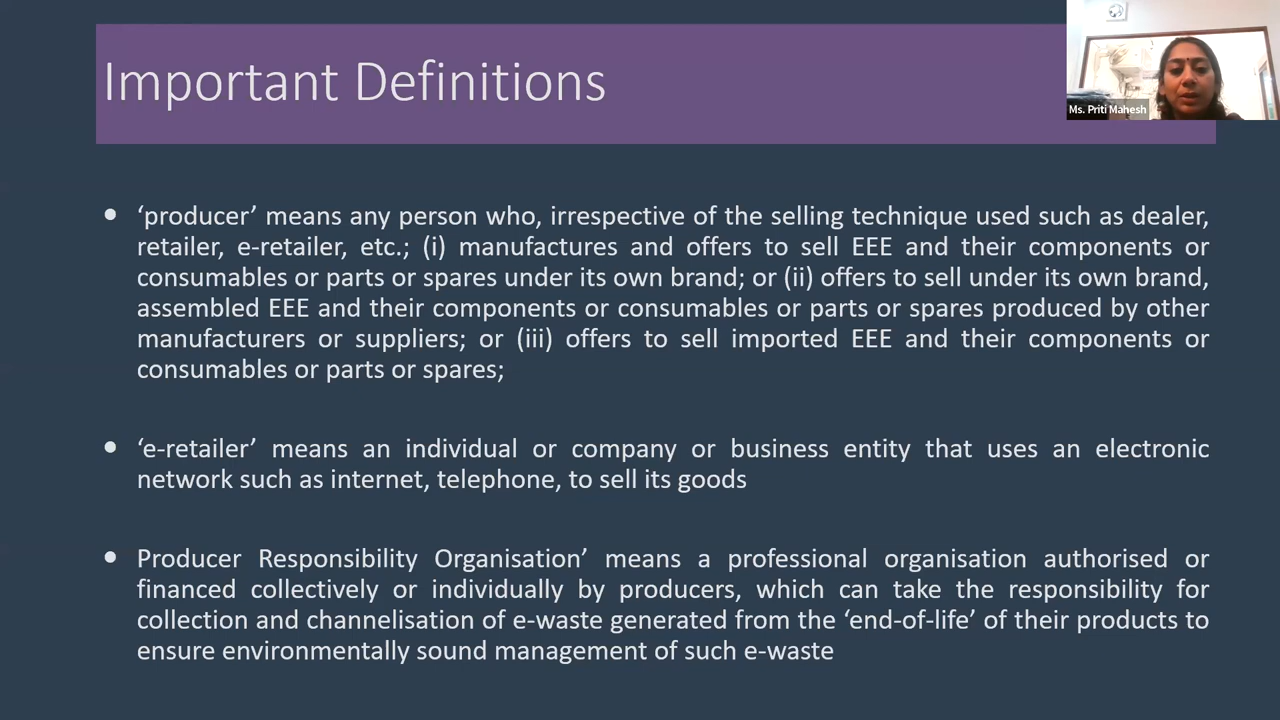 Important Definitions
Ms. Priti Mahesh
• ‘producer’ means any person who, irrespective of the selling technique used such as dealer,
retailer, e-retailer, etc.; (i) manufactures and offers to sell EEE and their components or
consumables or parts or spares under its own brand; or (ii) offers to sell under its own brand,
assembled EEE and their components or consumables or parts or spares produced by other
manufacturers or suppliers; or (iii) offers to sell imported EEE and their components or
consumables or parts or spares;
• ‘e-retailer’ means an individual or company or business entity that uses an electronic
network such as internet, telephone, to sell its goods
• Producer Responsibility Organisation’ means a professional organisation authorised or
financed collectively or individually by producers, which can take the responsibility for
collection and channelisation of e-waste generated from the ‘end-of-life’ of their products to
ensure environmentally sound management of such e-waste